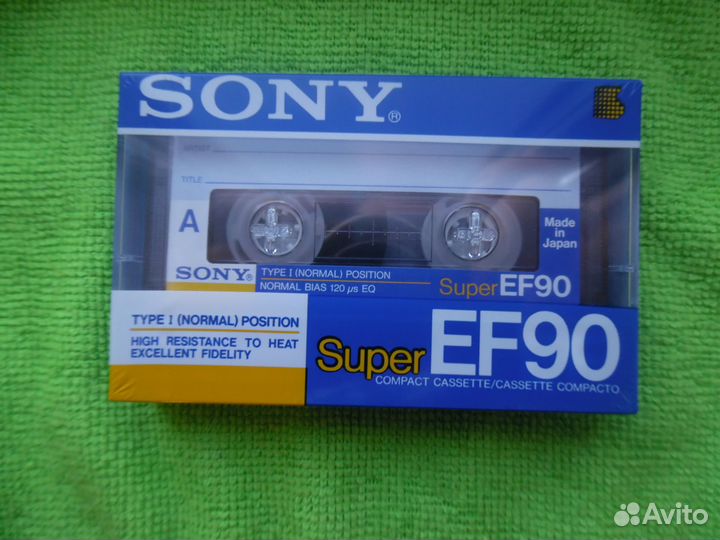 SONY®
ARTIST
TITLE
A
Made
in
Japan
SONY®
TYPE I (NORMAL) POSITION
NORMAL BIAS 120 μs EQ
Super EF90
TYPE I (NORMAL) POSITION
HIGH RESISTANCE TO HEAT
EXCELLENT FIDELITY
Super EF90
COMPACT CASSETTE/CASSETTE COMPACTO
Avito